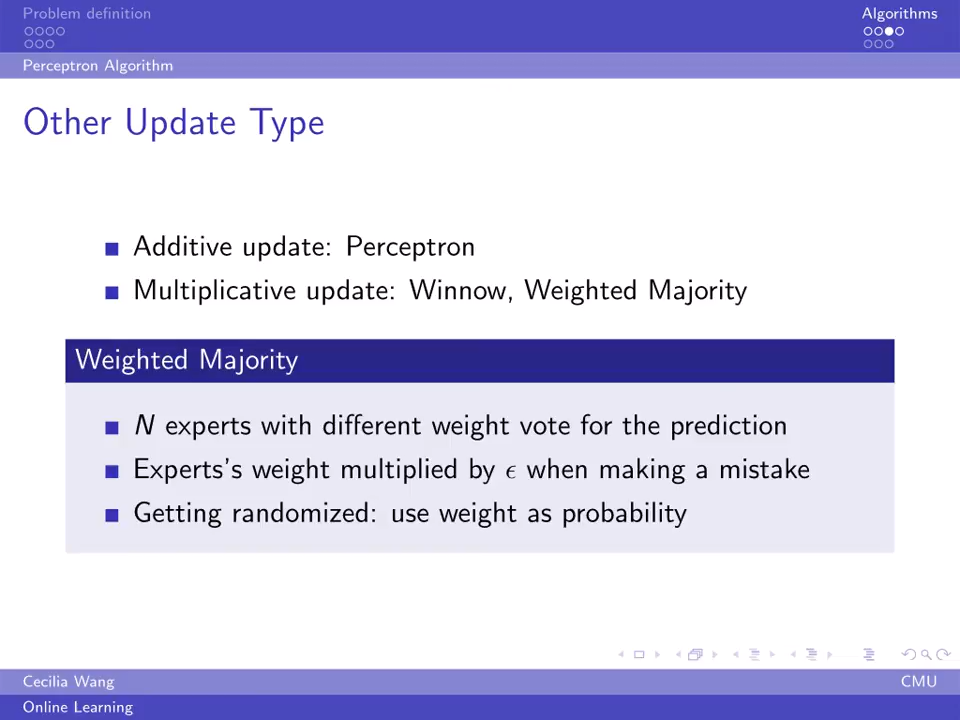 Problem definition
Algorithms
Perceptron Algorithm
Other Update Type
Additive update: Perceptron
Multiplicative update: Winnow, Weighted Majority
Weighted Majority
N experts with different weight vote for the prediction
Experts's weight multiplied by ϵ when making a mistake
Getting randomized: use weight as probability
Cecilia Wang
CMU
Online Learning